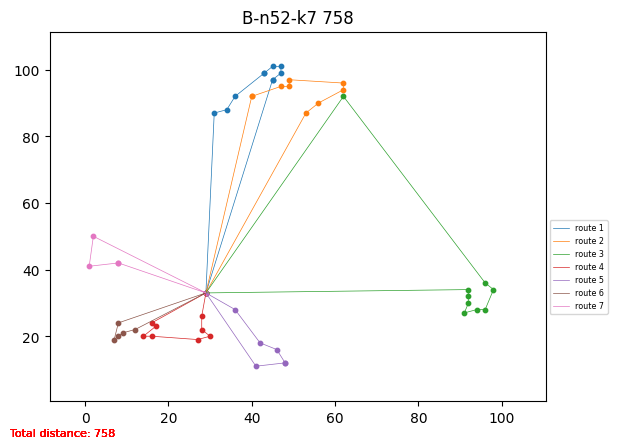 B-n52-k7 758
100
80
60
40
20
0
20
40
60
80
100
route 1
route 2
route 3
route 4
route 5
route 6
route 7
Total distance: 758